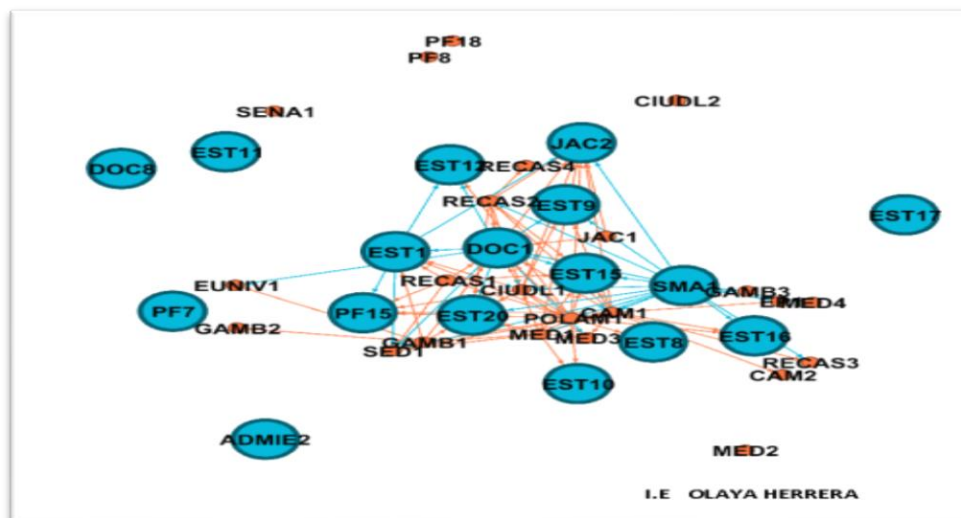 PF18
PF8
CIUDL2
SENA1
JAC2
EST11
EST12
RECAS4
DOC8
RECAS2
EST9
EST17
JAC1
DOC1
EST1
EST15
RECAS1
EUNIV1
CIUDL1
SMA1
GAMB3
MED4
PF7
PF15
EST20
POLAM1
CAM1
GAMB2
MED1
MED3
EST16
GAMB1
SED1
EST8
RECAS3
CAM2
EST10
ADMIE2
MED2
I.E OLAYA HERRERA